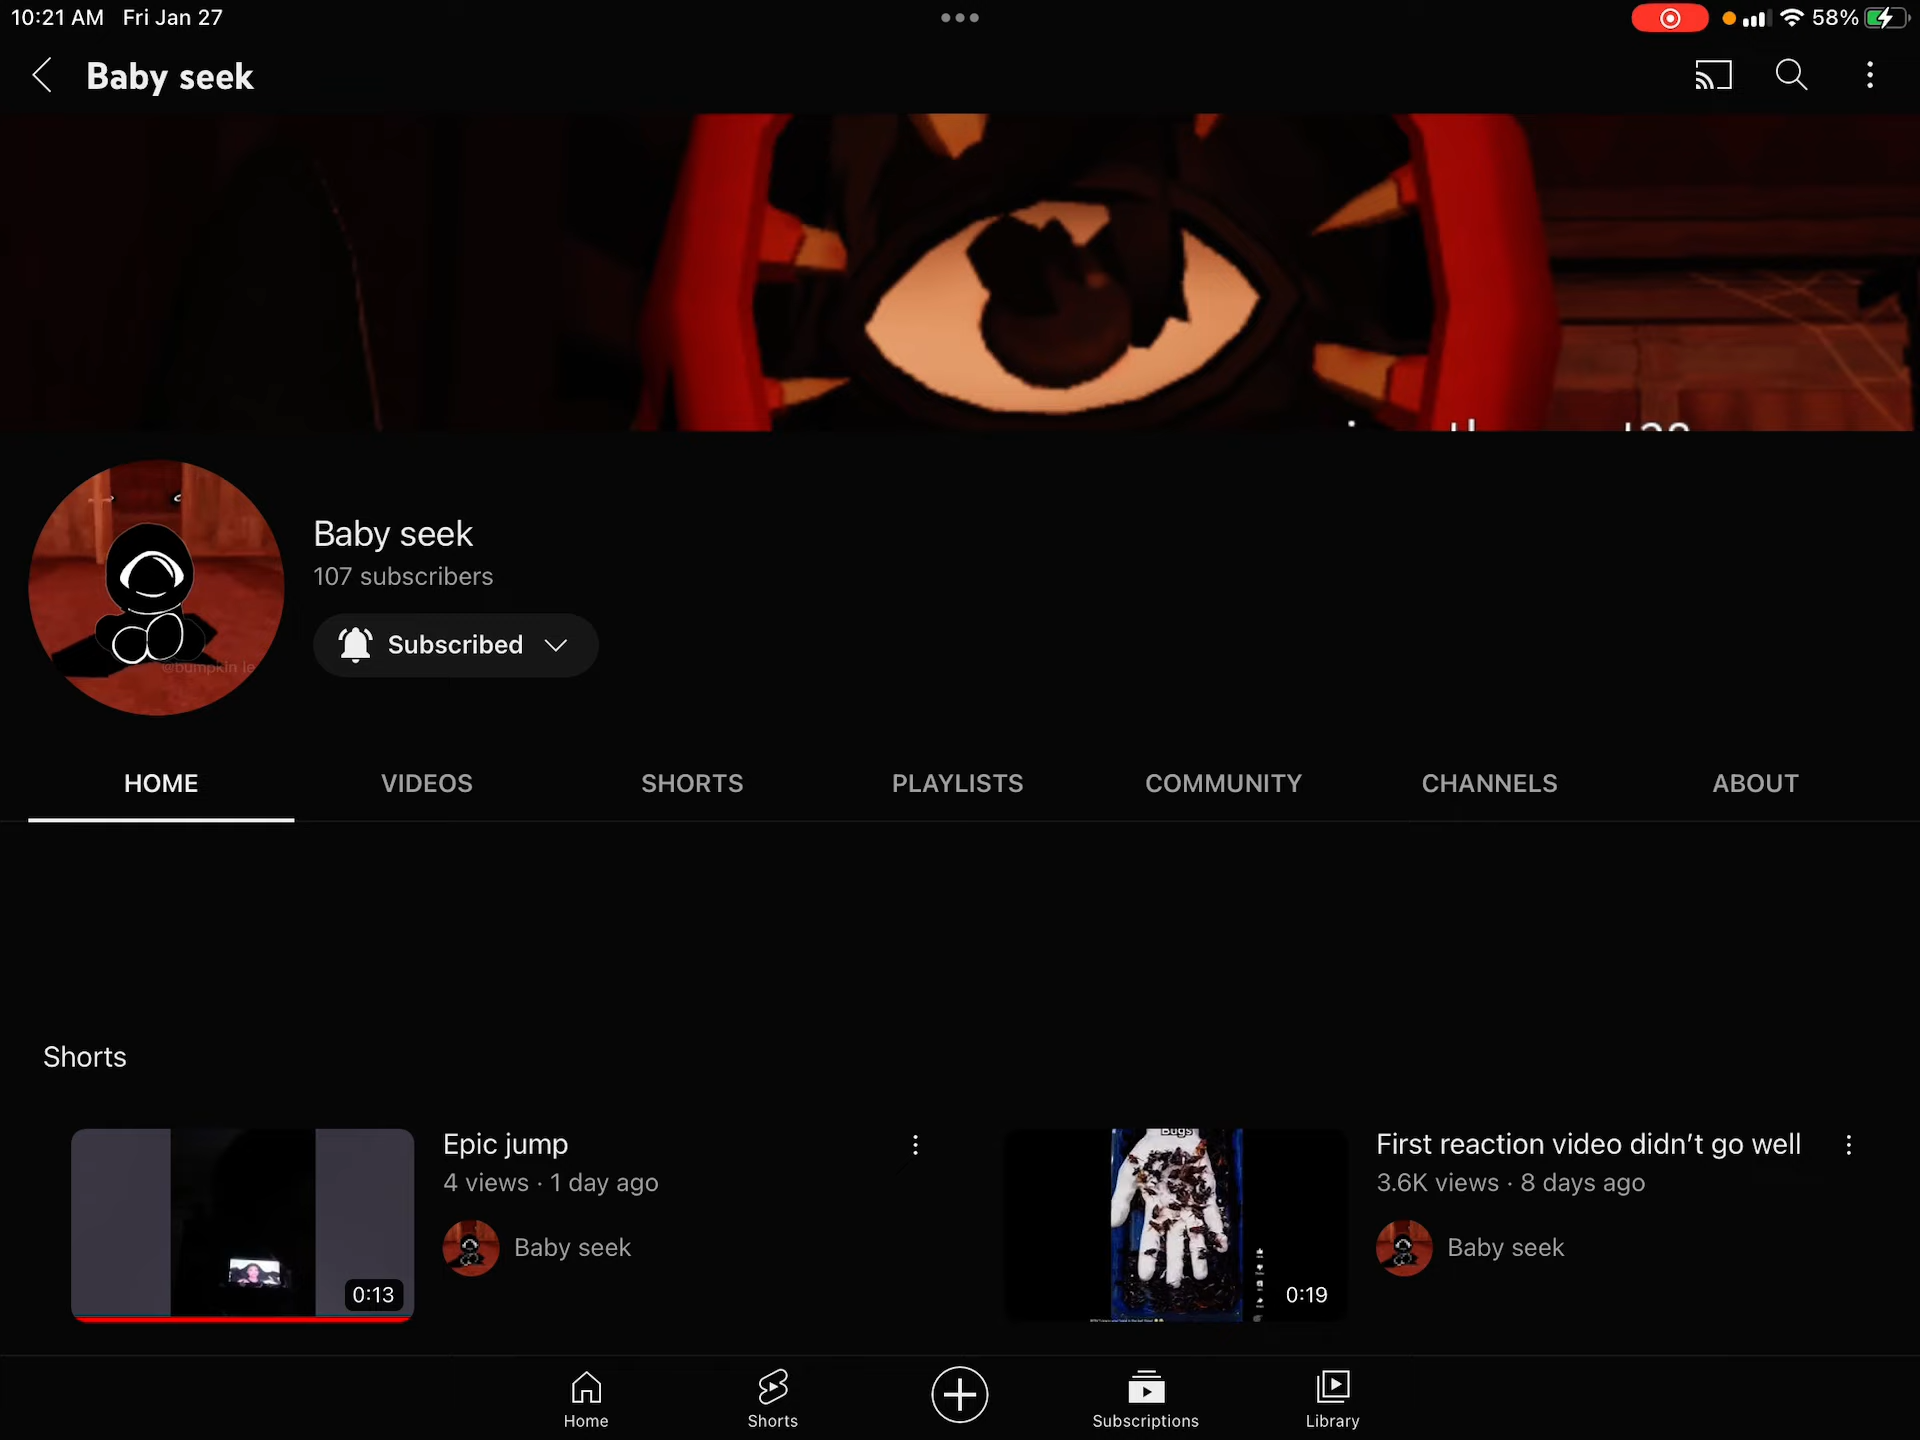 10:21 AM Fri Jan 27
58%
Baby seek
Baby seek
107 subscribers
Subscribed
@bumpkin le
HOME VIDEOS SHORTS PLAYLISTS COMMUNITY CHANNELS ABOUT
Shorts
Epic jump
4 views · 1 day ago
Baby seek
0:13
Bugs
First reaction video didn't go well
3.6K views · 8 days ago
Baby seek
0:19
Home Shorts Subscriptions Library